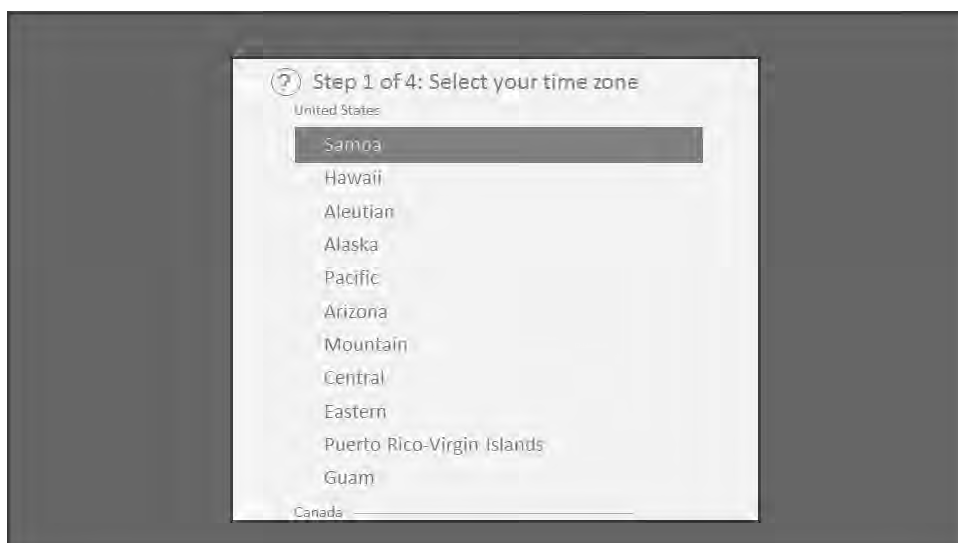 ? Step 1 of 4: Select your time zone
United States
Samoa
Hawaii
Aleutian
Alaska
Pacific
Arizona
Mountain
Central
Eastern
Puerto Rico-Virgin Islands
Guam
Canada